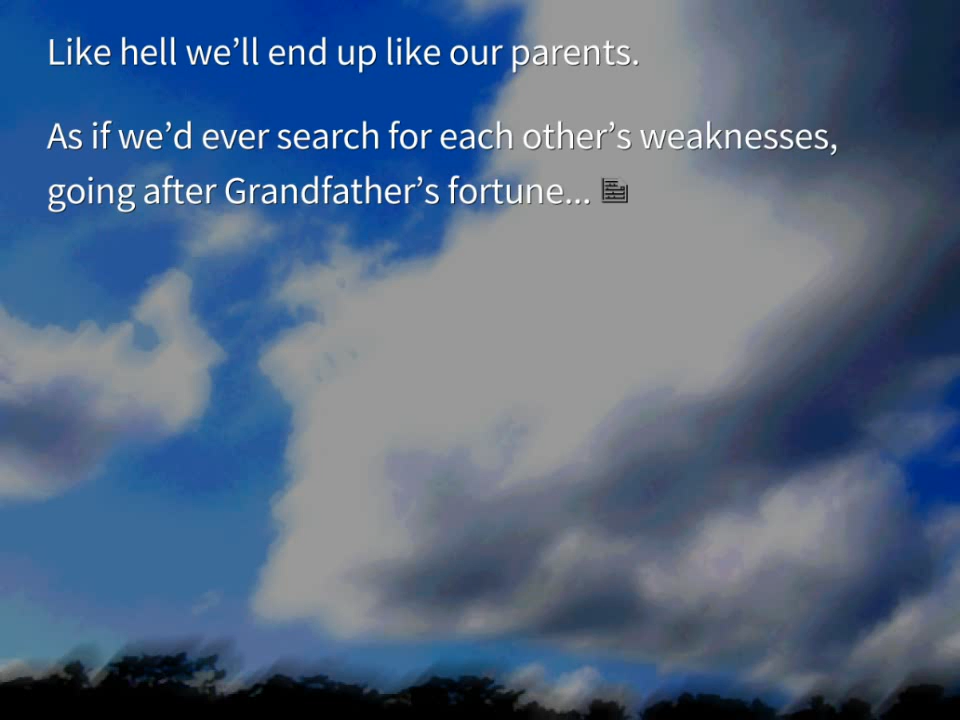 Like hell we’ll end up like our parents.
As if we’d ever search for each other’s weaknesses,
going after Grandfather’s fortune...